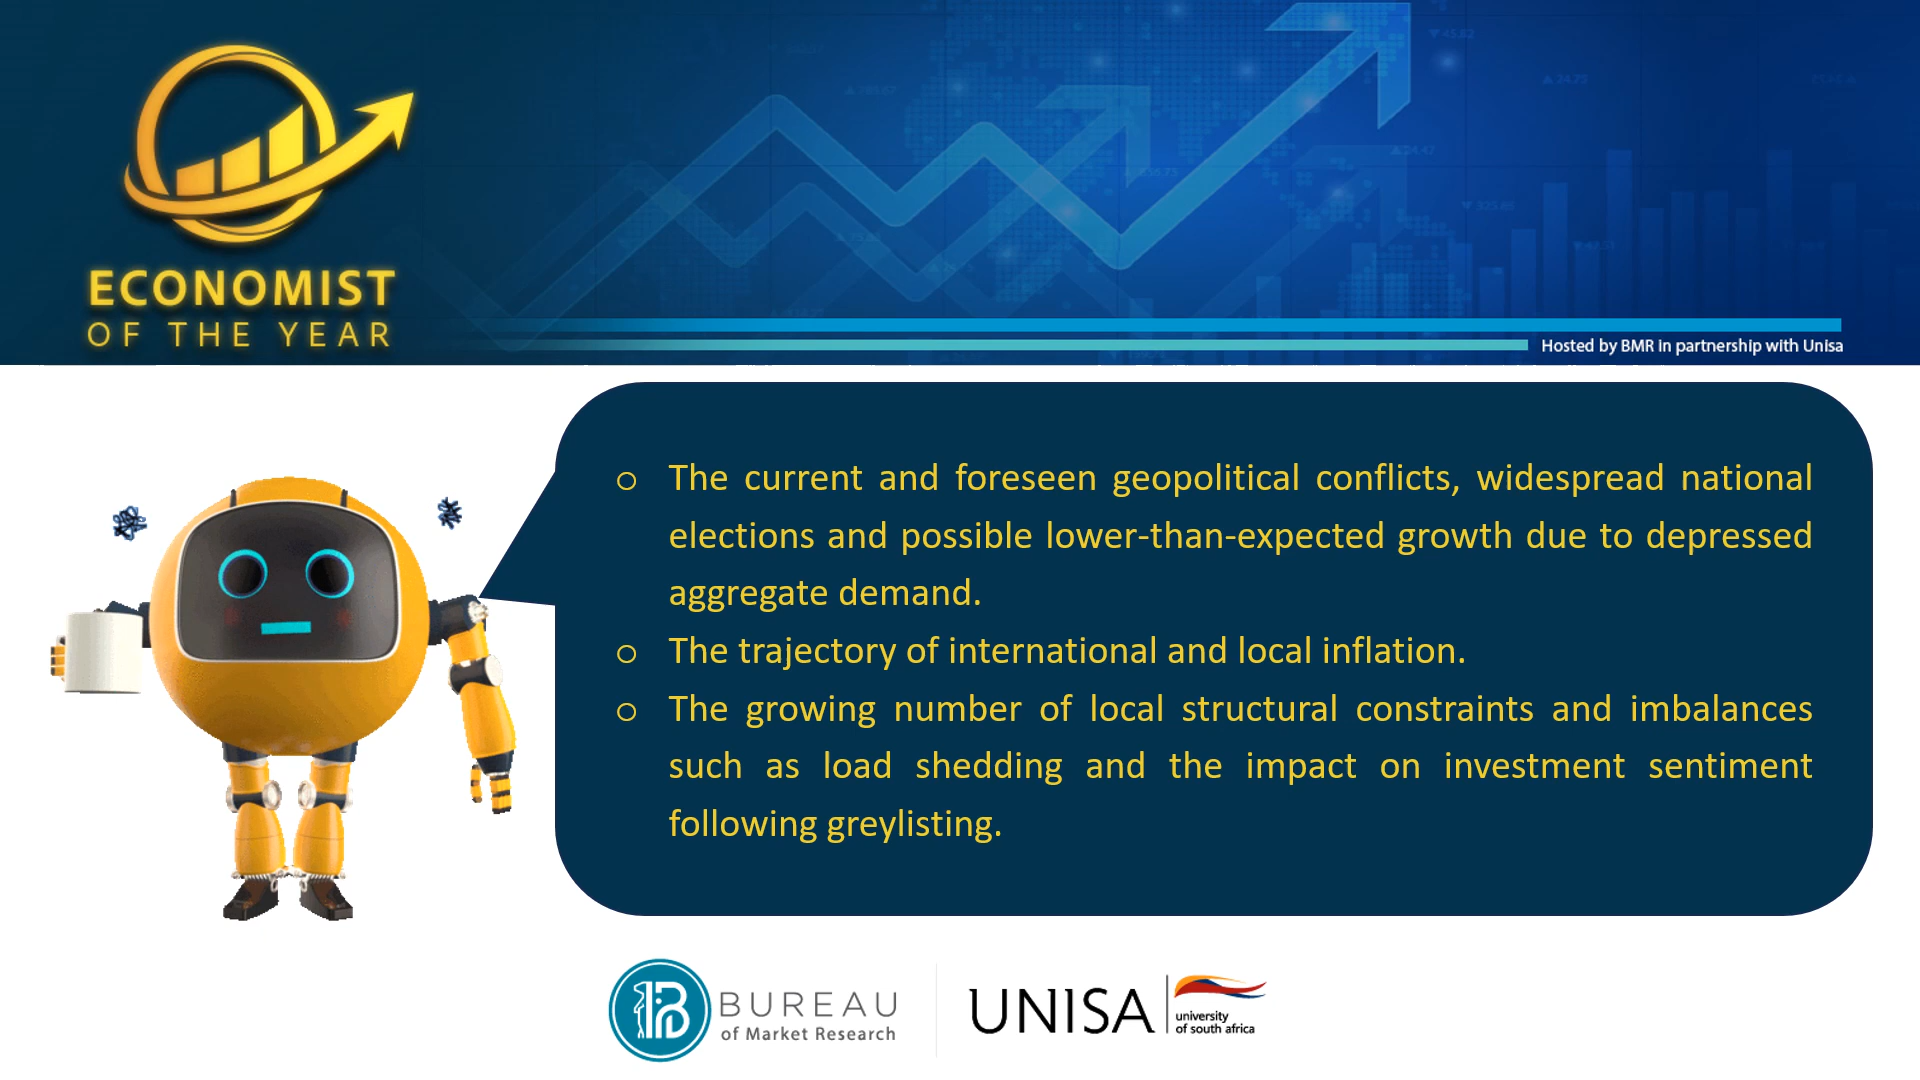 ECONOMIST
OF THE YEAR
Hosted by BMR in partnership with Unisa
o The current and foreseen geopolitical conflicts, widespread national
elections and possible lower-than-expected growth due to depressed
aggregate demand.
o The trajectory of international and local inflation.
o The growing number of local structural constraints and imbalances
such as load shedding and the impact on investment sentiment
following greylisting.
BUREAU
of Market Research
UNISA
university
of south africa